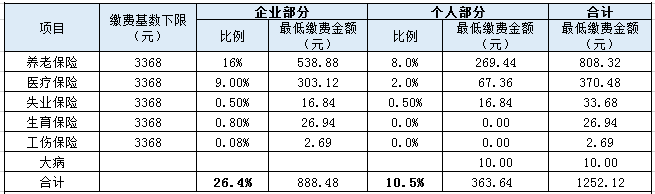 项目 缴费基数下限（元） 企业部分 个人部分 合计
比例 最低缴费金额（元） 比例 最低缴费金额（元） 最低缴费金额（元）
养老保险 3368 16% 538.88 8.0% 269.44 808.32
医疗保险 3368 9.00% 303.12 2.0% 67.36 370.48
失业保险 3368 0.50% 16.84 0.50% 16.84 33.68
生育保险 3368 0.80% 26.94 0.0% 0.00 26.94
工伤保险 3368 0.08% 2.69 0.0% 0.00 2.69
大病 10.00 10.00
合计 26.4% 888.48 10.5% 363.64 1252.12